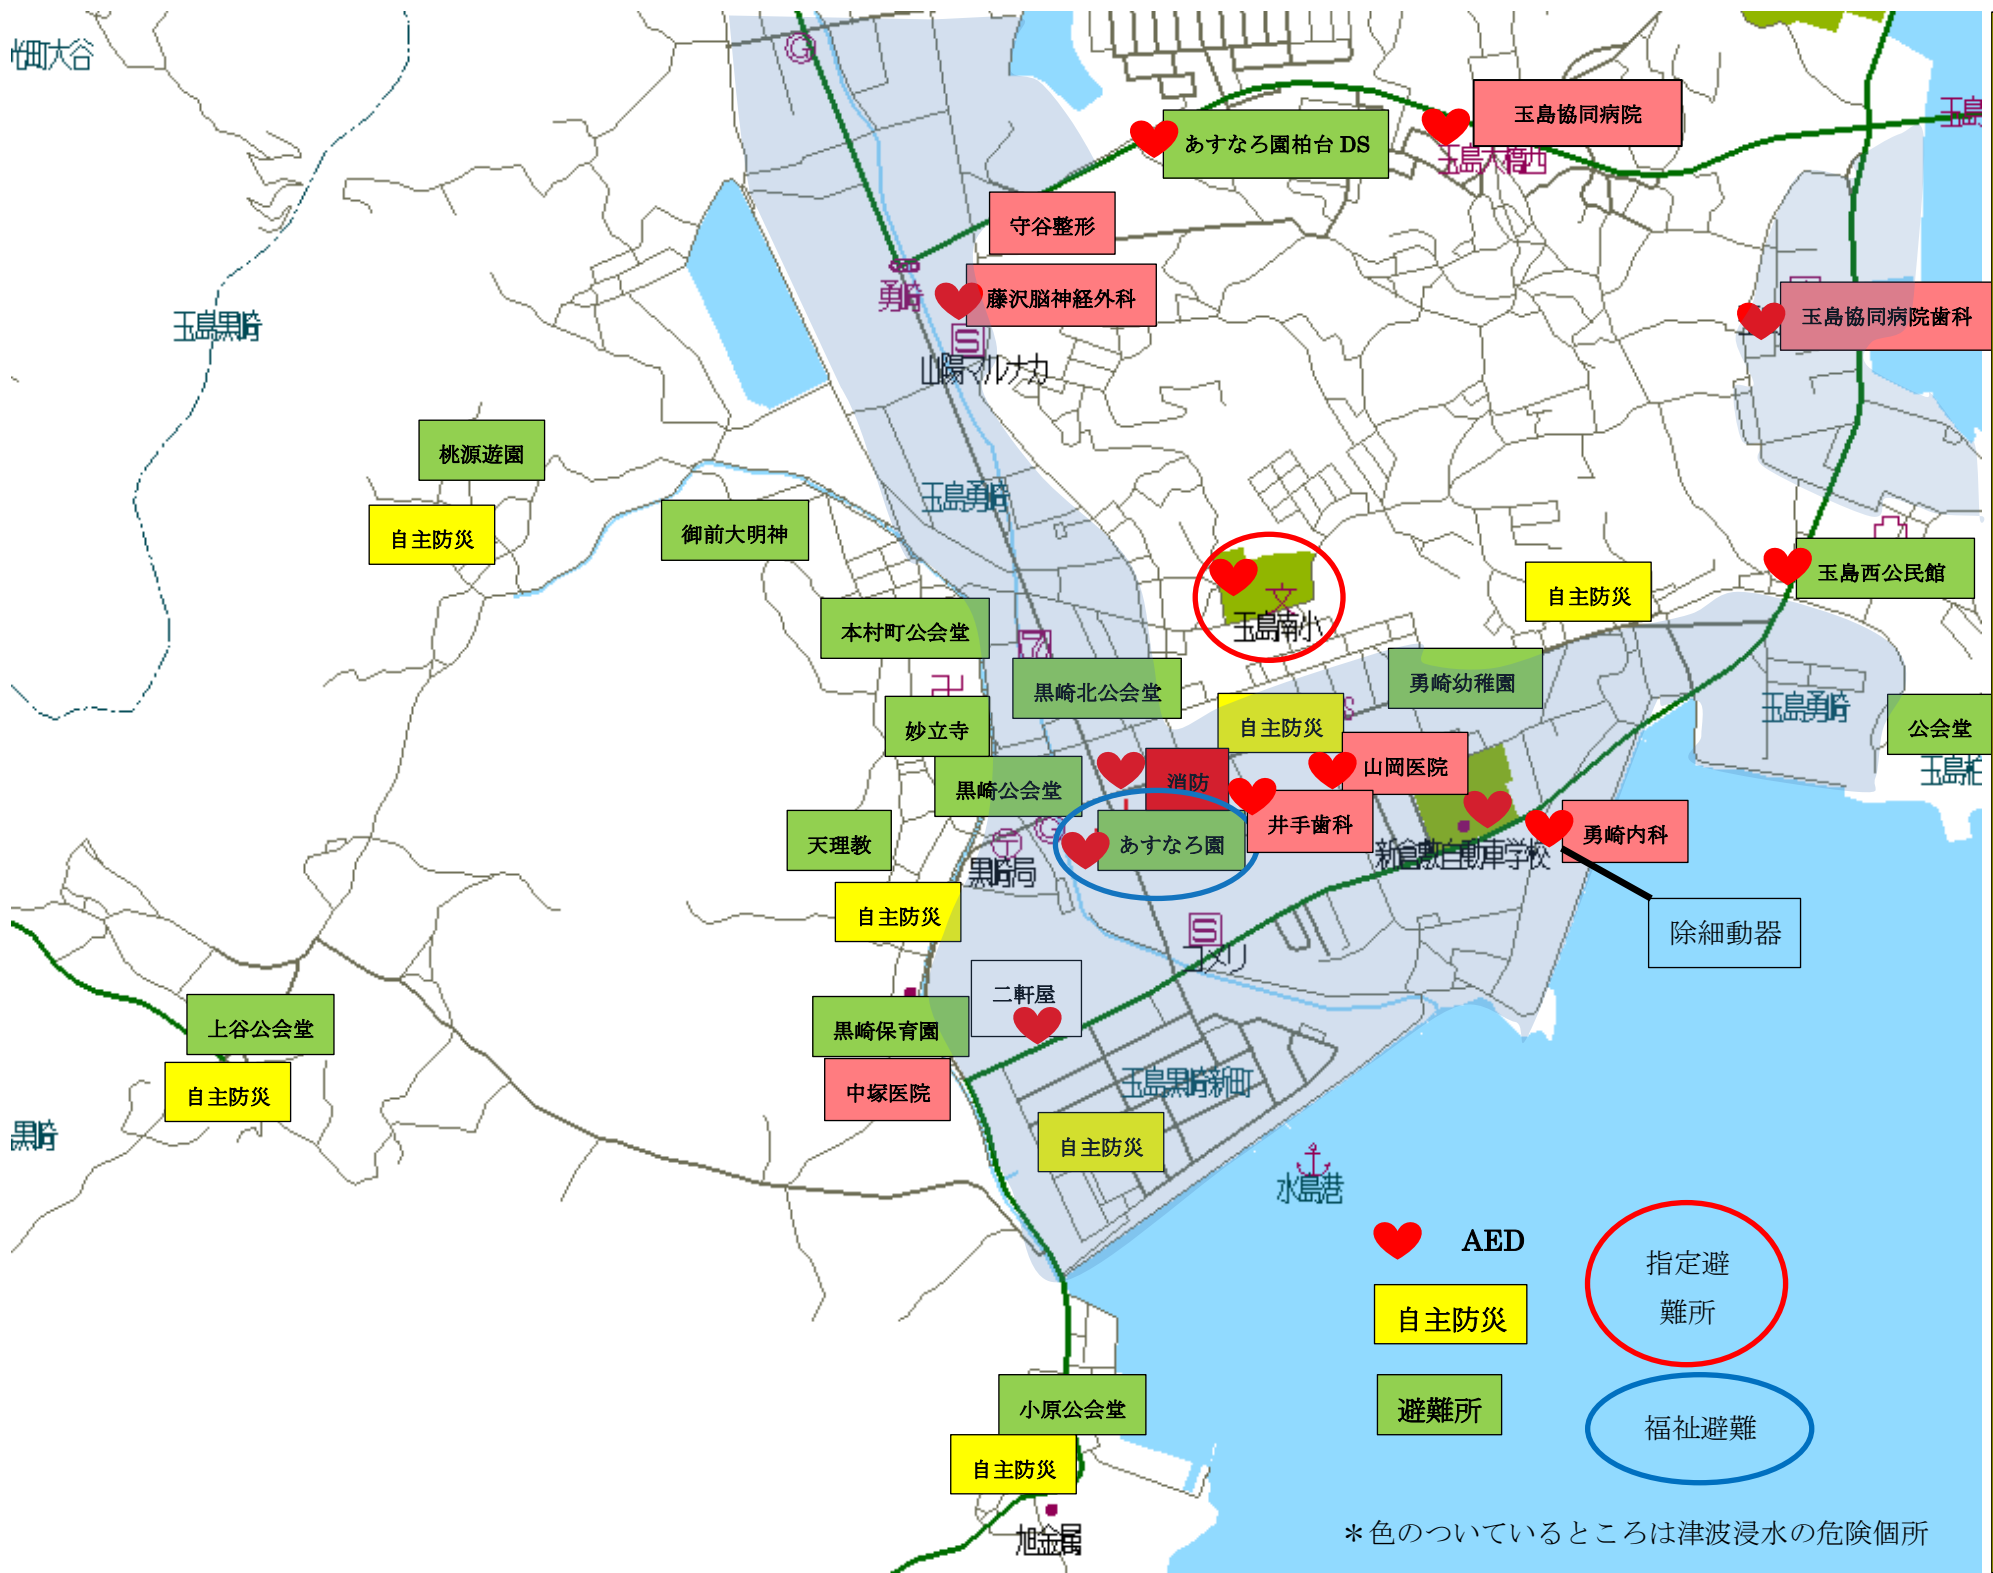 玉島協同病院
あすなろ園柏台 DS
玉島大橋西
守谷整形
勇崎
藤沢脳神経外科
山陽マルナカ
玉島黒崎
玉島協同病院歯科
桃源遊園
自主防災
御前大明神
玉島勇崎
玉島西公民館
自主防災
玉島南小
本村町公会堂
黒崎北公会堂
勇崎幼稚園
妙立寺
自主防災
玉島勇崎
公会堂
山岡医院
消防
黒崎公会堂
井手歯科
勇崎内科
天理教
あすなろ園
新倉敷自動車学校
黒崎局
自主防災
除細動器
コメリ
二軒屋
上谷公会堂
黒崎保育園
自主防災
中塚医院
玉島黒崎新町
黒崎
自主防災
水島港
AED
指定避
難所
自主防災
避難所
福祉避難
小原公会堂
自主防災
旭金属
＊色のついているところは津波浸水の危険個所